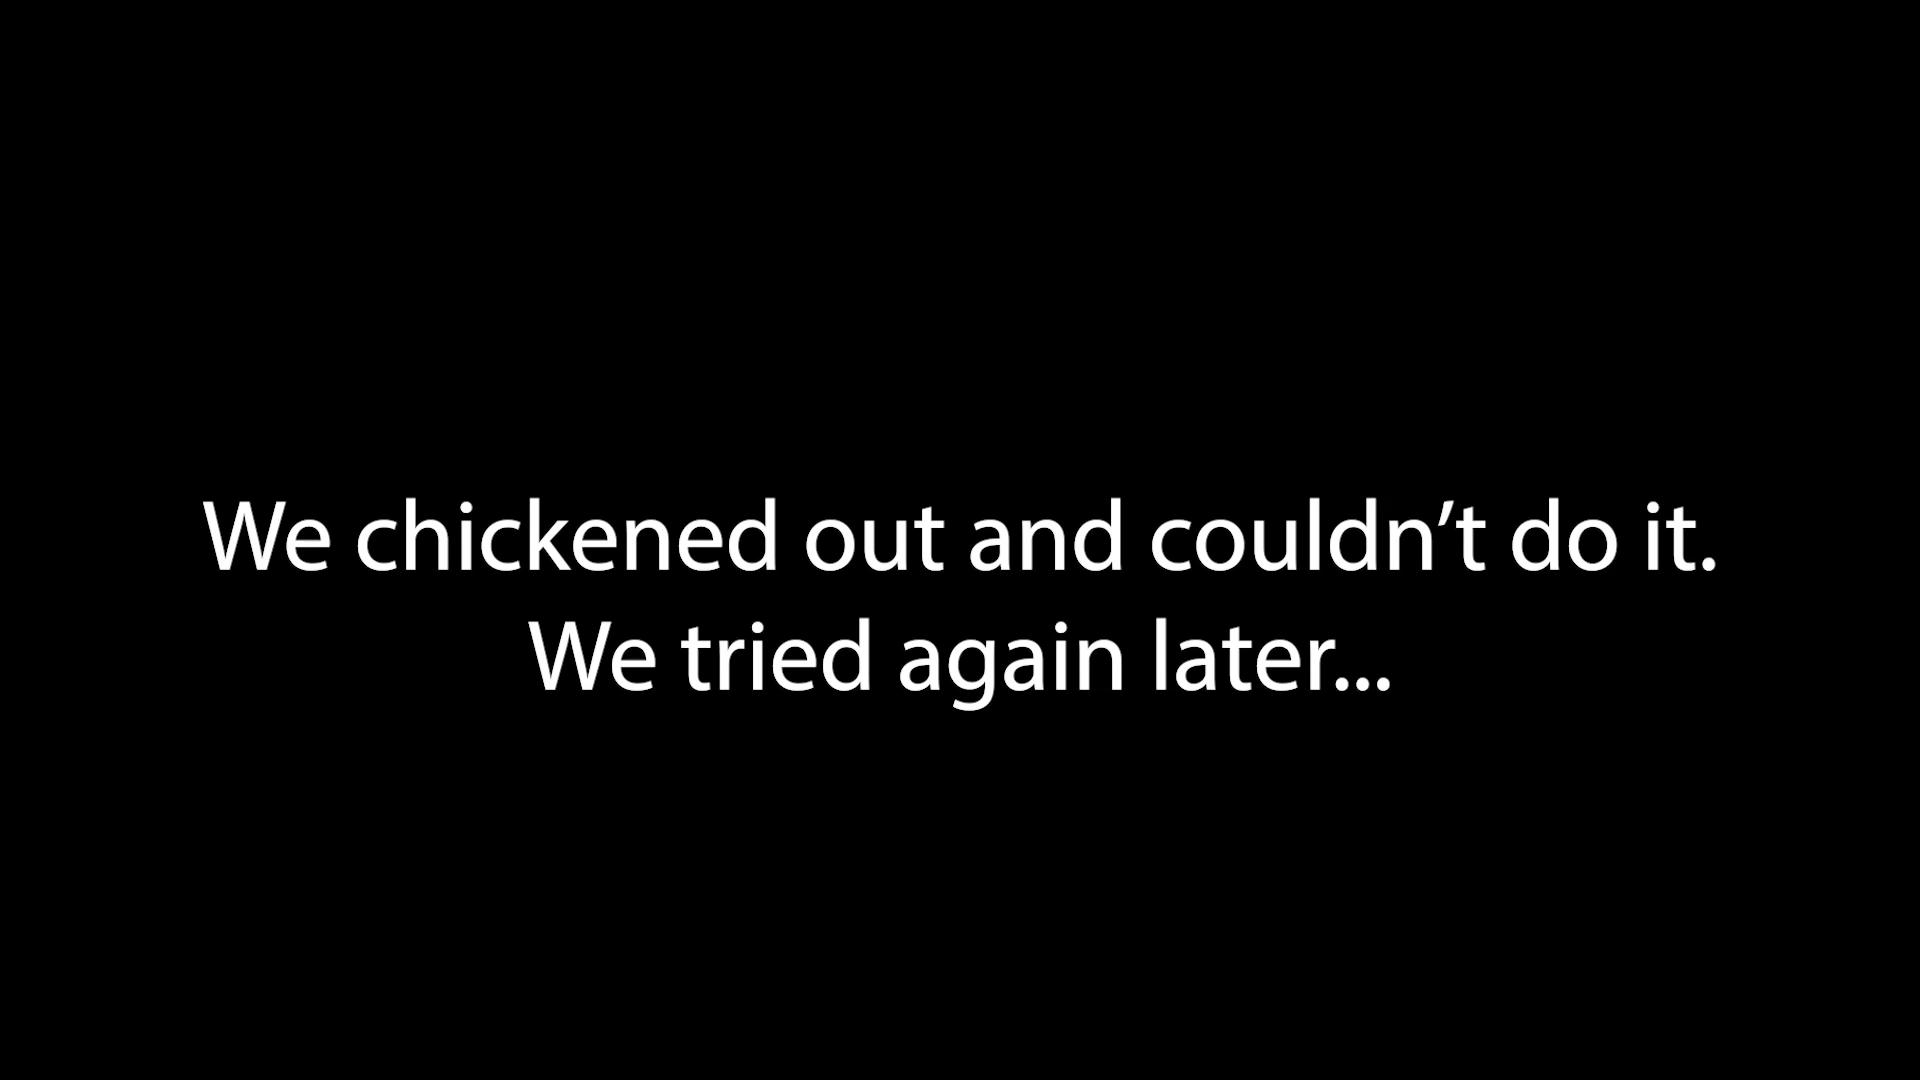 We chickened out and couldn’t do it.
We tried again later...